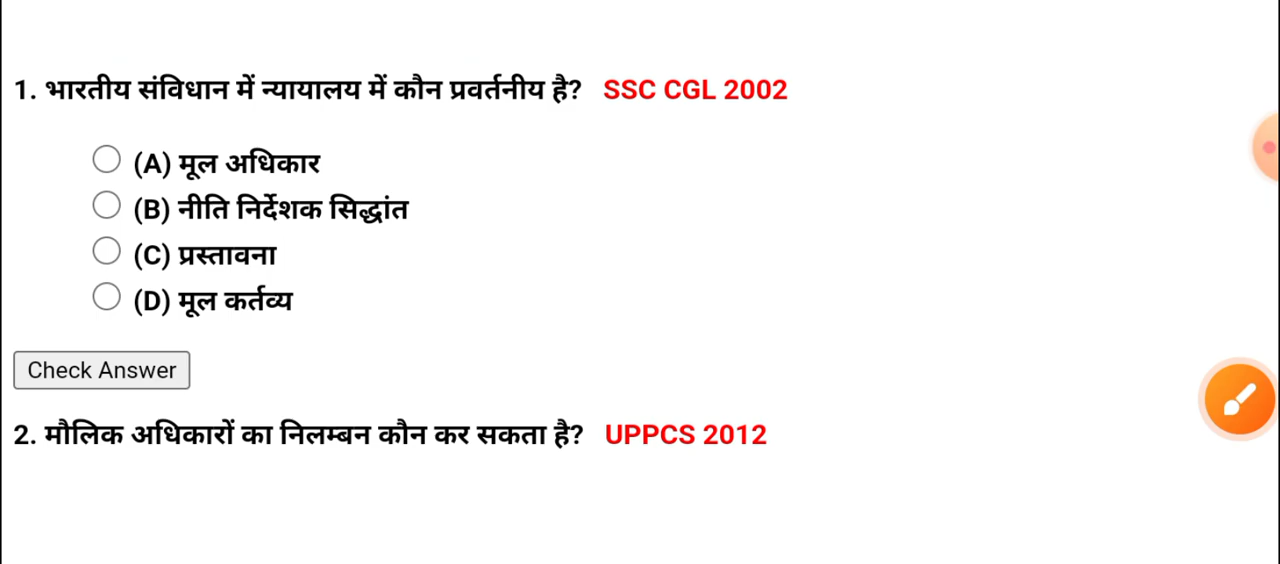 1. भारतीय संविधान में न्यायालय में कौन प्रवर्तनीय है? SSC CGL 2002
(A) मूल अधिकार
(B) नीति निर्देशक सिद्धांत
(C) प्रस्तावना
(D) मूल कर्तव्य
Check Answer
2. मौलिक अधिकारों का निलम्बन कौन कर सकता है? UPPCS 2012